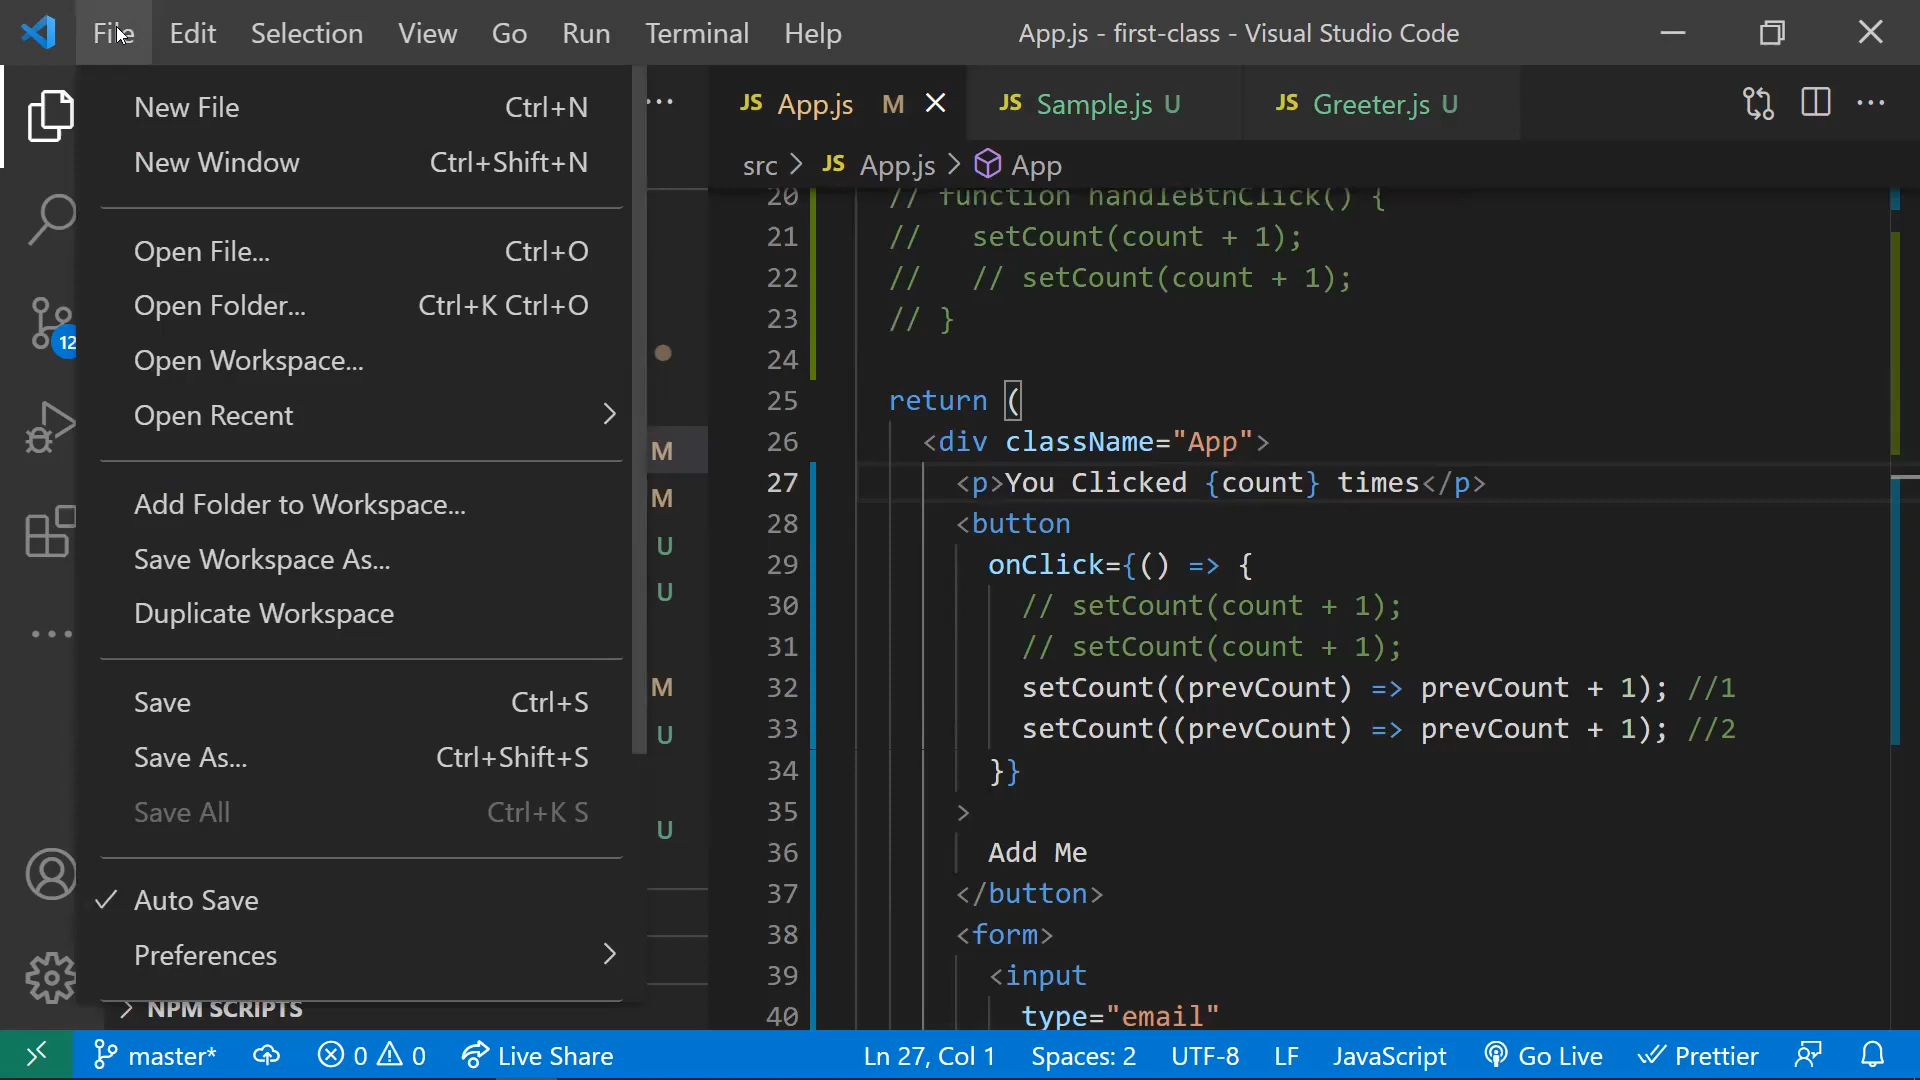 File Edit Selection View Go Run Terminal Help App.js - first-class - Visual Studio Code
New File Ctrl+N
New Window Ctrl+Shift+N
Open File... Ctrl+O
Open Folder... Ctrl+K Ctrl+O
Open Workspace...
Open Recent
Add Folder to Workspace...
Save Workspace As...
Duplicate Workspace
Save Ctrl+S
Save As... Ctrl+Shift+S
Save All Ctrl+K S
Auto Save
Preferences
NPM SCRIPTS
12
M
M
U
U
M
U
U
JS App.js M JS Sample.js U JS Greeter.js U
src > JS App.js > App
20 // function handleBtnClick() {
21 //   setCount(count + 1);
22 //   // setCount(count + 1);
23 // }
24
25 return (
26 <div className="App">
27 <p>You Clicked {count} times</p>
28 <button
29 onClick={() => {
30 // setCount(count + 1);
31 // setCount(count + 1);
32 setCount((prevCount) => prevCount + 1); //1
33 setCount((prevCount) => prevCount + 1); //2
34 }}
35 >
36 Add Me
37 </button>
38 <form>
39 <input
40 type="email"
master* 0 0 Live Share Ln 27, Col 1 Spaces: 2 UTF-8 LF JavaScript Go Live Prettier